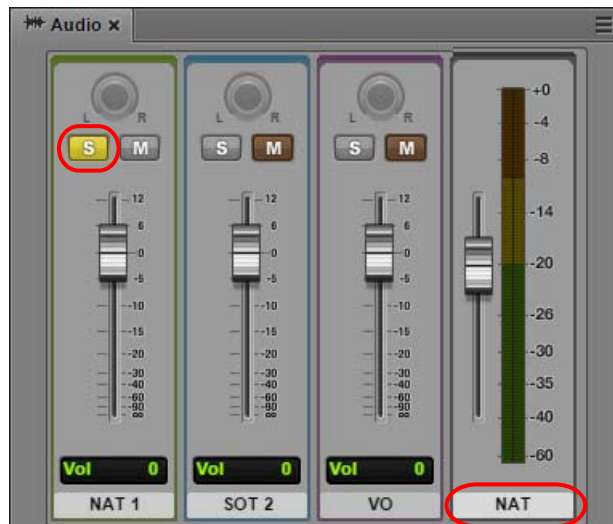 Audio x
L R L R L R
S M S M S M
+0
-4
-8
-14
-20
-26
-30
-35
-40
-60
12 12 12
6 6 6
0 0 0
-5 -5 -5
-10 -10 -10
-15 -15 -15
-20 -20 -20
-30 -30 -30
-40 -40 -40
-60 -60 -60
-90 -90 -90
∞ ∞ ∞
Vol 0 Vol 0 Vol 0
NAT 1 SOT 2 VO NAT